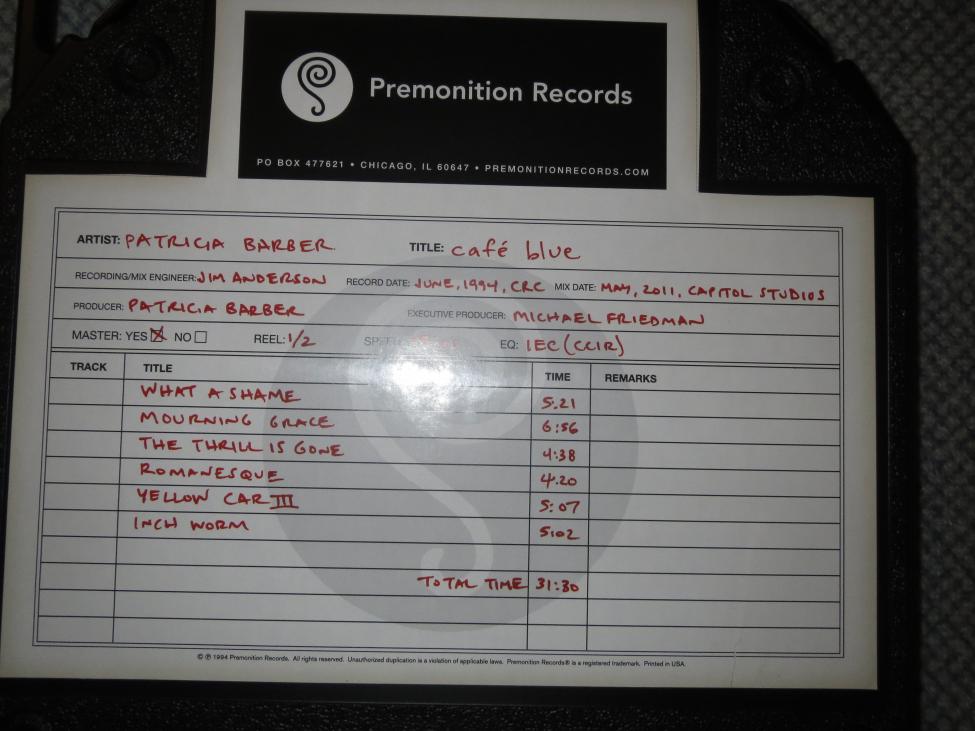 Premonition Records
PO BOX 477621 • CHICAGO, IL 60647 • PREMONITIONRECORDS.COM
ARTIST: PATRICIA BARBER. TITLE: café blue
RECORDING/MIX ENGINEER: JIM ANDERSON RECORD DATE: JUNE, 1994, CRC MIX DATE: MAY, 2011, CAPITOL STUDIOS
PRODUCER: PATRICIA BARBER EXECUTIVE PRODUCER: MICHAEL FRIEDMAN
MASTER: YES ☒ NO ☐ REEL: 1/2 EQ: IEC (CCIR)
TRACK TITLE TIME REMARKS
WHAT A SHAME 5:21
MOURNING GRACE 6:56
THE THRILL IS GONE 4:38
ROMANESQUE 4:20
YELLOW CAR III 5:07
INCH WORM 5:02
TOTAL TIME 31:30
© ℗ 1994 Premonition Records. All rights reserved. Unauthorized duplication is a violation of applicable laws. Premonition Records® is a registered trademark. Printed in USA.